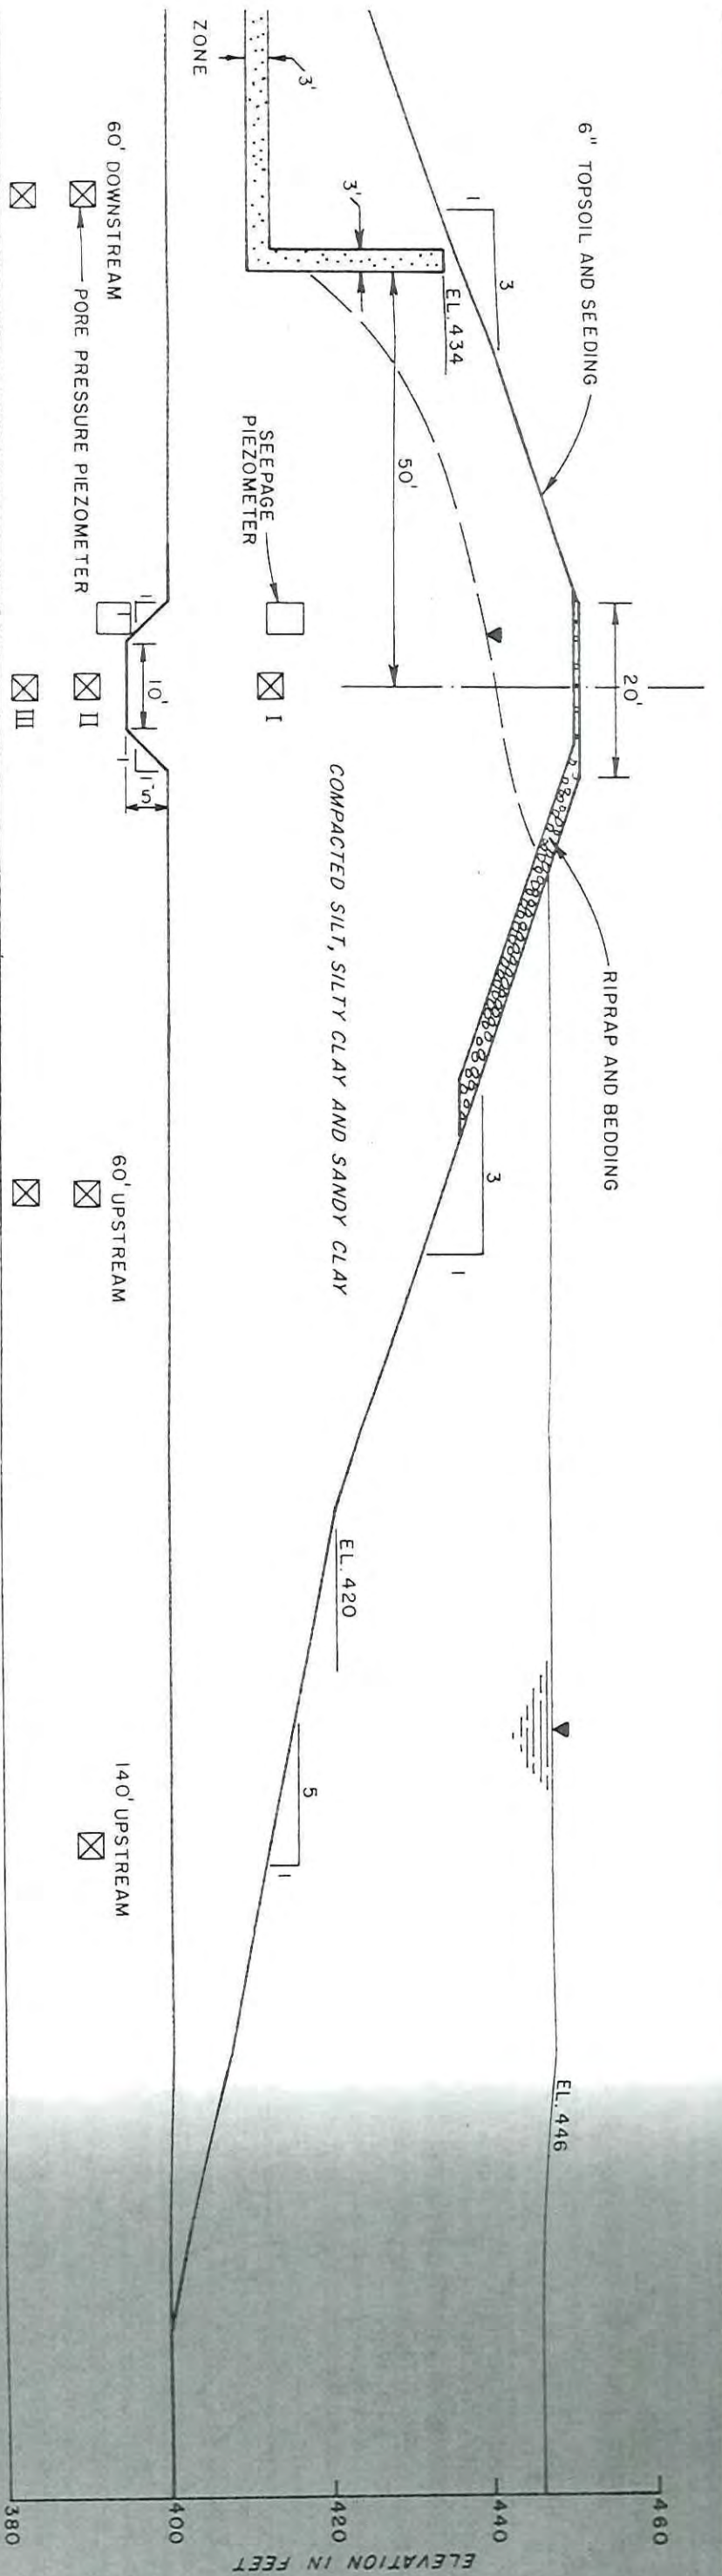 6" TOPSOIL AND SEEDING
20'
RIPRAP AND BEDDING
1
3
EL. 434
3
1
EL. 446
3'
50'
COMPACTED SILT, SILTY CLAY AND SANDY CLAY
EL. 420
5
1
3'
ZONE
SEEPAGE
PIEZOMETER
I
60' DOWNSTREAM
PORE PRESSURE PIEZOMETER
1
1
10'
1
1
5'
II
III
60' UPSTREAM
140' UPSTREAM
460
440
420
400
380
ELEVATION IN FEET